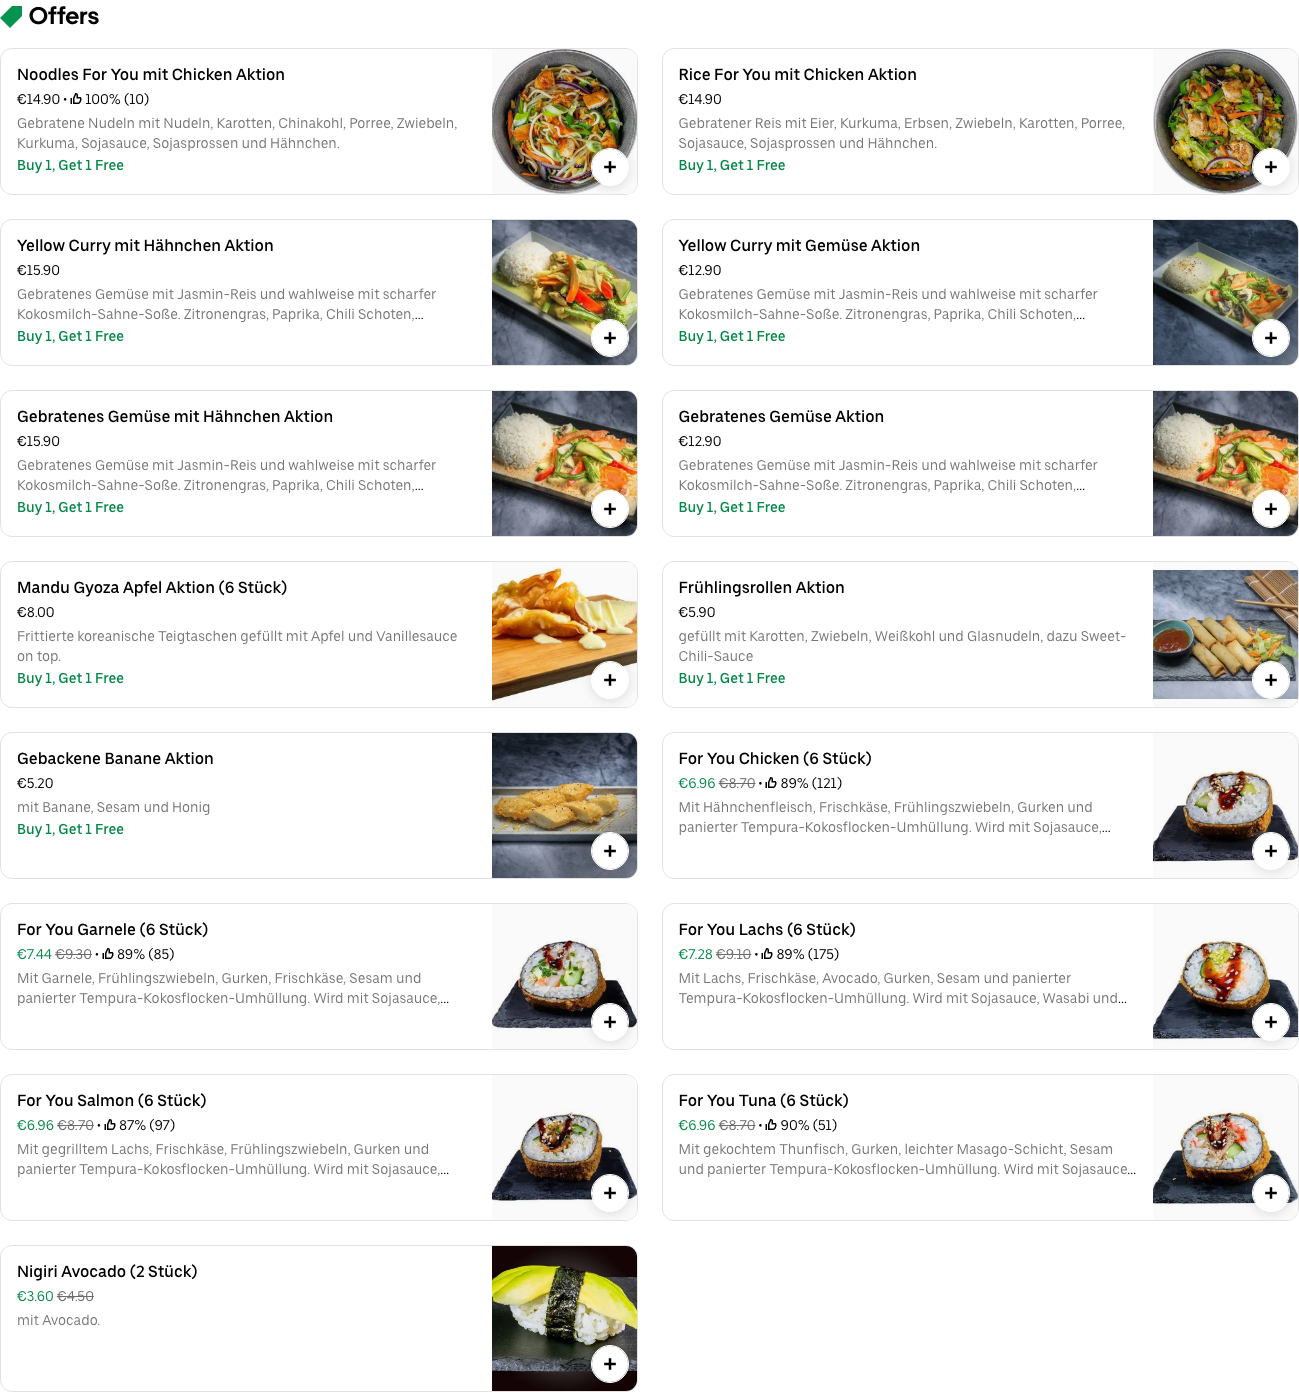 Offers
Noodles For You mit Chicken Aktion
€14.90 • 100% (10)
Gebratene Nudeln mit Nudeln, Karotten, Chinakohl, Porree, Zwiebeln,
Kurkuma, Sojasauce, Sojasprossen und Hähnchen.
Buy 1, Get 1 Free
Rice For You mit Chicken Aktion
€14.90
Gebratener Reis mit Eier, Kurkuma, Erbsen, Zwiebeln, Karotten, Porree,
Sojasauce, Sojasprossen und Hähnchen.
Buy 1, Get 1 Free
Yellow Curry mit Hähnchen Aktion
€15.90
Gebratenes Gemüse mit Jasmin-Reis und wahlweise mit scharfer
Kokosmilch-Sahne-Soße. Zitronengras, Paprika, Chili Schoten,...
Buy 1, Get 1 Free
Yellow Curry mit Gemüse Aktion
€12.90
Gebratenes Gemüse mit Jasmin-Reis und wahlweise mit scharfer
Kokosmilch-Sahne-Soße. Zitronengras, Paprika, Chili Schoten,...
Buy 1, Get 1 Free
Gebratenes Gemüse mit Hähnchen Aktion
€15.90
Gebratenes Gemüse mit Jasmin-Reis und wahlweise mit scharfer
Kokosmilch-Sahne-Soße. Zitronengras, Paprika, Chili Schoten,...
Buy 1, Get 1 Free
Gebratenes Gemüse Aktion
€12.90
Gebratenes Gemüse mit Jasmin-Reis und wahlweise mit scharfer
Kokosmilch-Sahne-Soße. Zitronengras, Paprika, Chili Schoten,...
Buy 1, Get 1 Free
Mandu Gyoza Apfel Aktion (6 Stück)
€8.00
Frittierte koreanische Teigtaschen gefüllt mit Apfel und Vanillesauce
on top.
Buy 1, Get 1 Free
Frühlingsrollen Aktion
€5.90
gefüllt mit Karotten, Zwiebeln, Weißkohl und Glasnudeln, dazu Sweet-
Chili-Sauce
Buy 1, Get 1 Free
Gebackene Banane Aktion
€5.20
mit Banane, Sesam und Honig
Buy 1, Get 1 Free
For You Chicken (6 Stück)
€6.96 €8.70 • 89% (121)
Mit Hähnchenfleisch, Frischkäse, Frühlingszwiebeln, Gurken und
panierter Tempura-Kokosflocken-Umhüllung. Wird mit Sojasauce,...
For You Garnele (6 Stück)
€7.44 €9.30 • 89% (85)
Mit Garnele, Frühlingszwiebeln, Gurken, Frischkäse, Sesam und
panierter Tempura-Kokosflocken-Umhüllung. Wird mit Sojasauce,...
For You Lachs (6 Stück)
€7.28 €9.10 • 89% (175)
Mit Lachs, Frischkäse, Avocado, Gurken, Sesam und panierter
Tempura-Kokosflocken-Umhüllung. Wird mit Sojasauce, Wasabi und...
For You Salmon (6 Stück)
€6.96 €8.70 • 87% (97)
Mit gegrilltem Lachs, Frischkäse, Frühlingszwiebeln, Gurken und
panierter Tempura-Kokosflocken-Umhüllung. Wird mit Sojasauce,...
For You Tuna (6 Stück)
€6.96 €8.70 • 90% (51)
Mit gekochtem Thunfisch, Gurken, leichter Masago-Schicht, Sesam
und panierter Tempura-Kokosflocken-Umhüllung. Wird mit Sojasauce...
Nigiri Avocado (2 Stück)
€3.60 €4.50
mit Avocado.